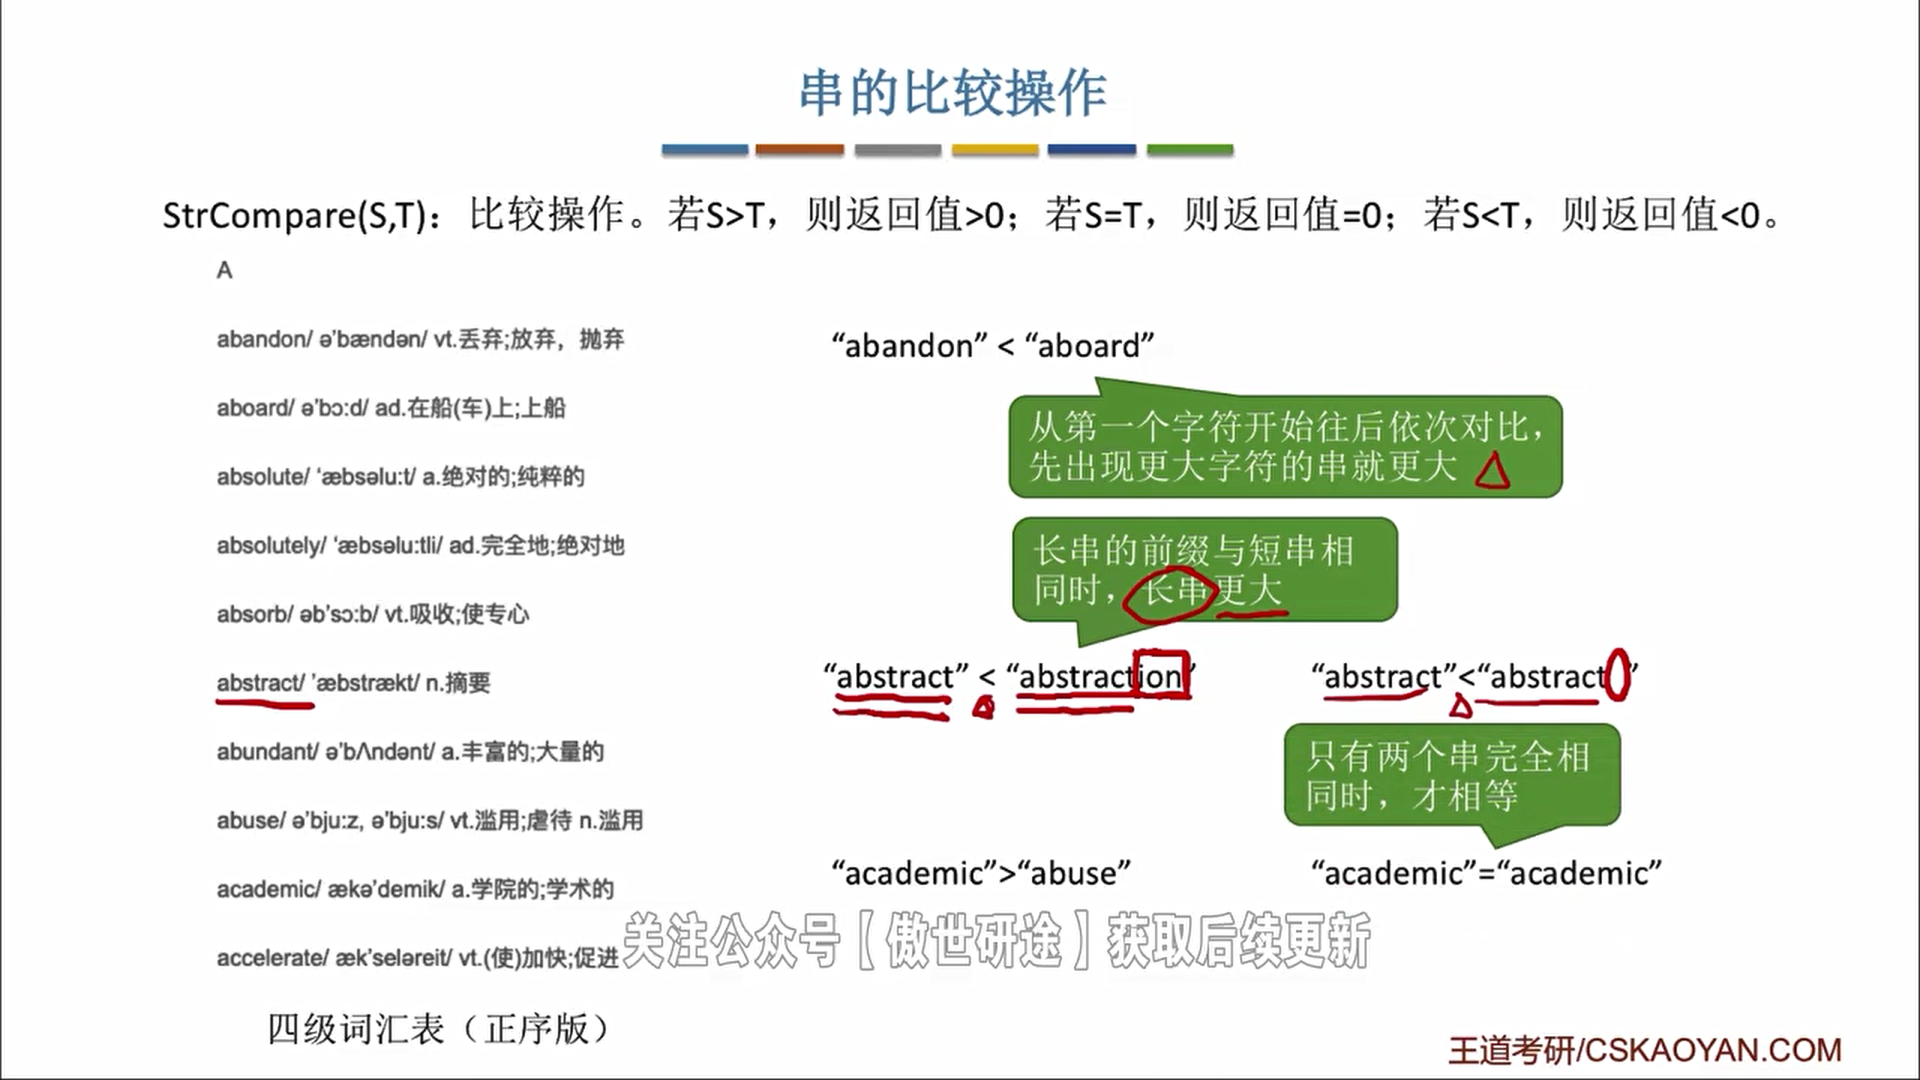 串的比较操作
StrCompare(S,T)：比较操作。若S>T，则返回值>0；若S=T，则返回值=0；若S<T，则返回值<0。
A
abandon/ ə'bændən/ vt.丢弃;放弃，抛弃
aboard/ ə'bɔ:d/ ad.在船(车)上;上船
absolute/ 'æbsəlu:t/ a.绝对的;纯粹的
absolutely/ 'æbsəlu:tli/ ad.完全地;绝对地
absorb/ əb'sɔ:b/ vt.吸收;使专心
abstract/ 'æbstrækt/ n.摘要
abundant/ ə'bΛndənt/ a.丰富的;大量的
abuse/ ə'bju:z, ə'bju:s/ vt.滥用;虐待 n.滥用
academic/ ækə'demik/ a.学院的;学术的
accelerate/ æk'seləreit/ vt.(使)加快;促进
四级词汇表（正序版）
“abandon” < “aboard”
从第一个字符开始往后依次对比，
先出现更大字符的串就更大
长串的前缀与短串相
同时，长串更大
“abstract” < “abstraction”
“abstract”<“abstract ”
只有两个串完全相
同时，才相等
“academic”>“abuse”
“academic”=“academic”
关注公众号【傲世研途】获取后续更新
王道考研/CSKAOYAN.COM